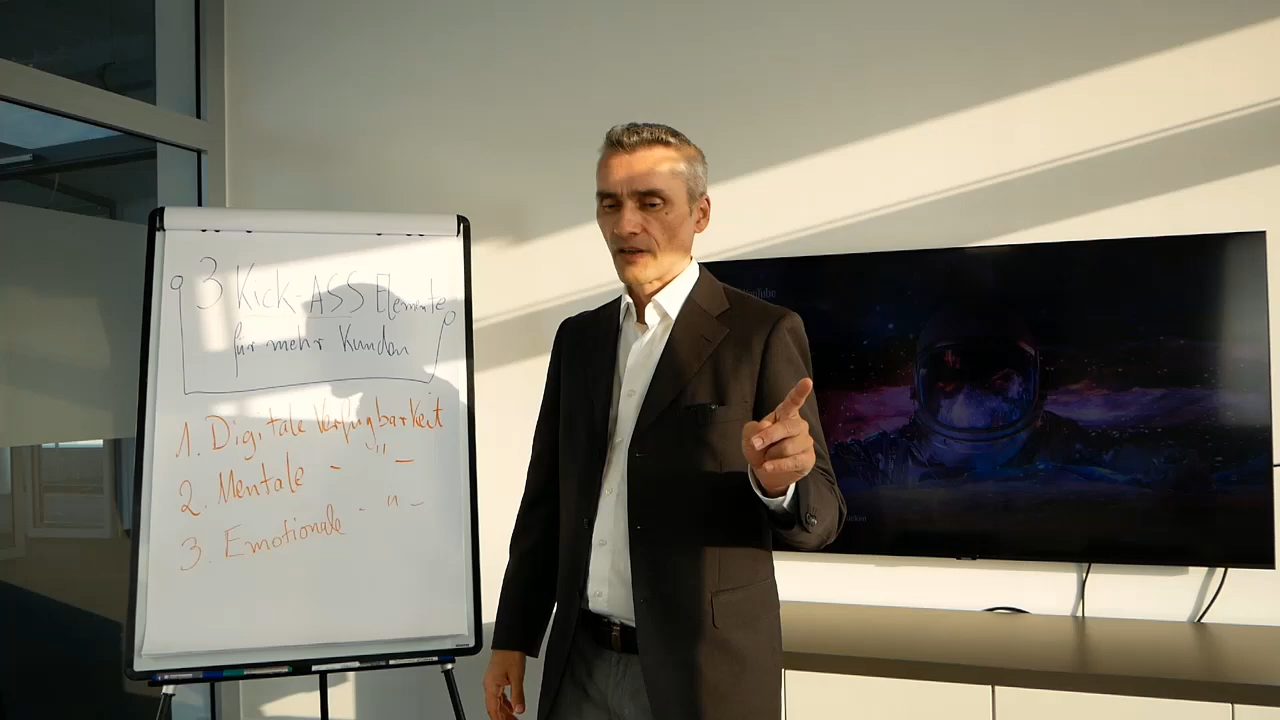 3 Kick-ASS Elemente
für mehr Kunden
1. Digitale Verfügbarkeit
2. Mentale - " -
3. Emotionale - " -